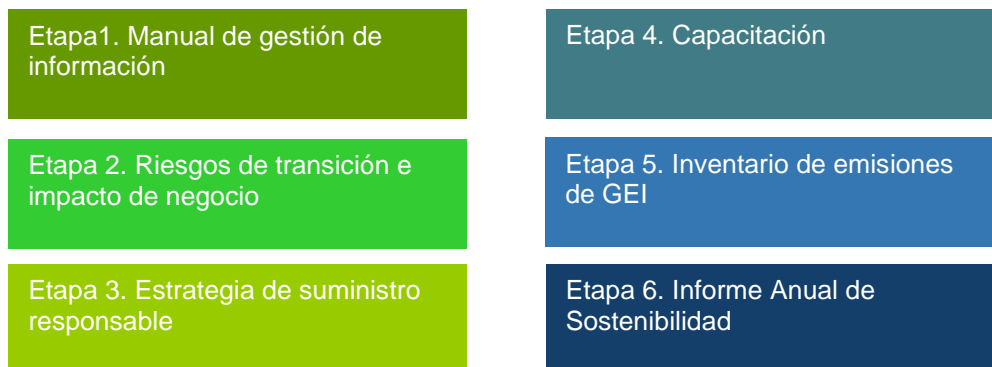 Etapa1. Manual de gestión de
información
Etapa 2. Riesgos de transición e
impacto de negocio
Etapa 3. Estrategia de suministro
responsable
Etapa 4. Capacitación
Etapa 5. Inventario de emisiones
de GEI
Etapa 6. Informe Anual de
Sostenibilidad